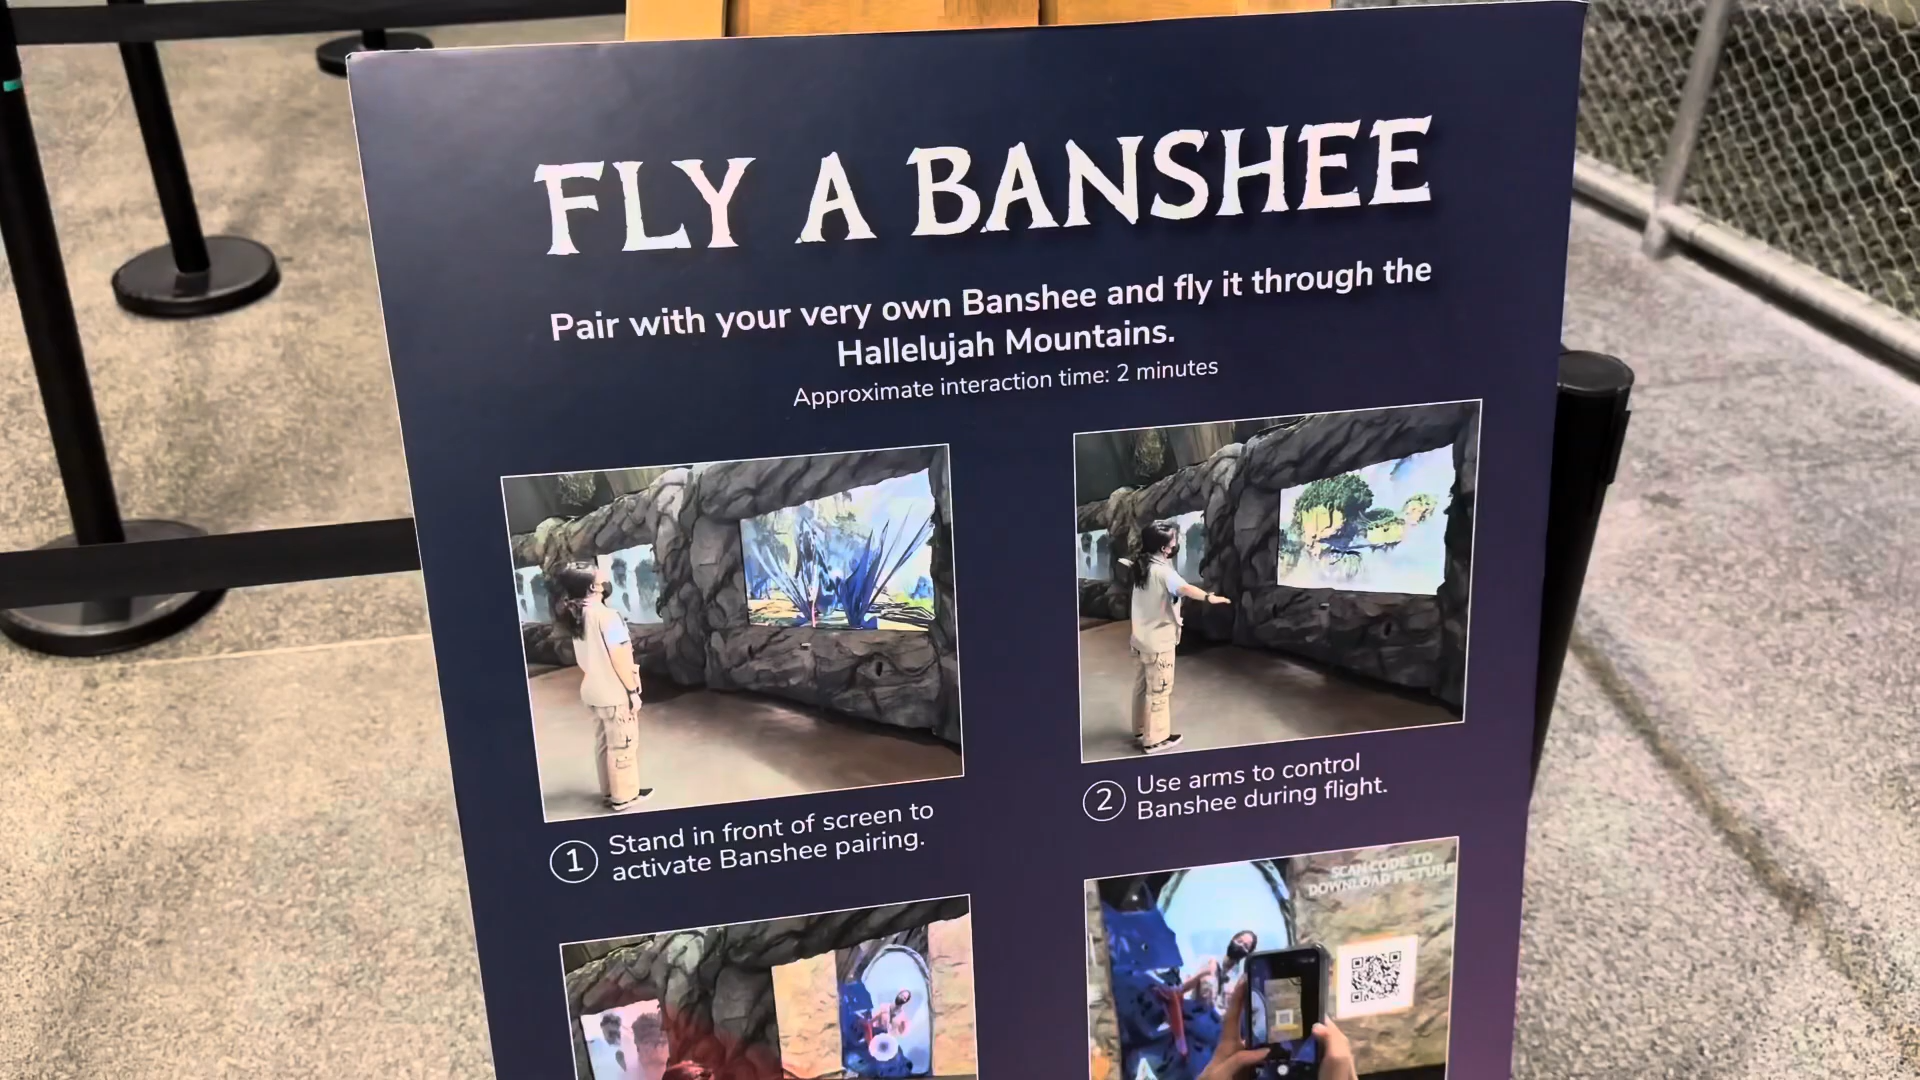 FLY A BANSHEE
Pair with your very own Banshee and fly it through the
Hallelujah Mountains.
Approximate interaction time: 2 minutes
1 Stand in front of screen to
activate Banshee pairing.
2 Use arms to control
Banshee during flight.
SCAN CODE TO
DOWNLOAD PICTURE